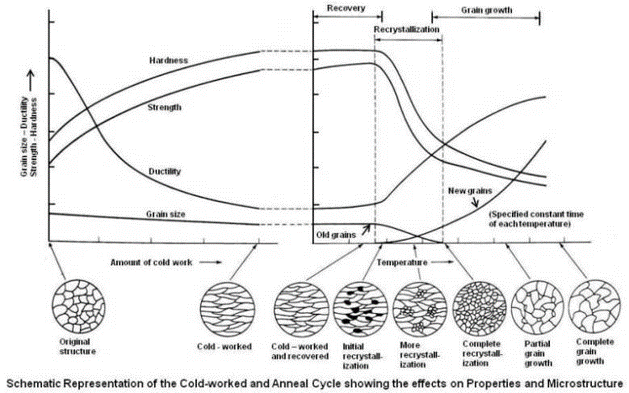 Recovery
Grain growth
Recrystallization
Hardness
Strength
Ductility
Grain size
Grain size – Ductility
Strength - Hardness
New grains
(Specified constant time
of each temperature)
Old grains
Amount of cold work
Temperature
Original
structure
Cold - worked
Cold – worked
and recovered
Initial
recrystall-
ization
More
recrystall-
ization
Complete
recrystall-
ization
Partial
grain
growth
Complete
grain
growth
Schematic Representation of the Cold-worked and Anneal Cycle showing the effects on Properties and Microstructure